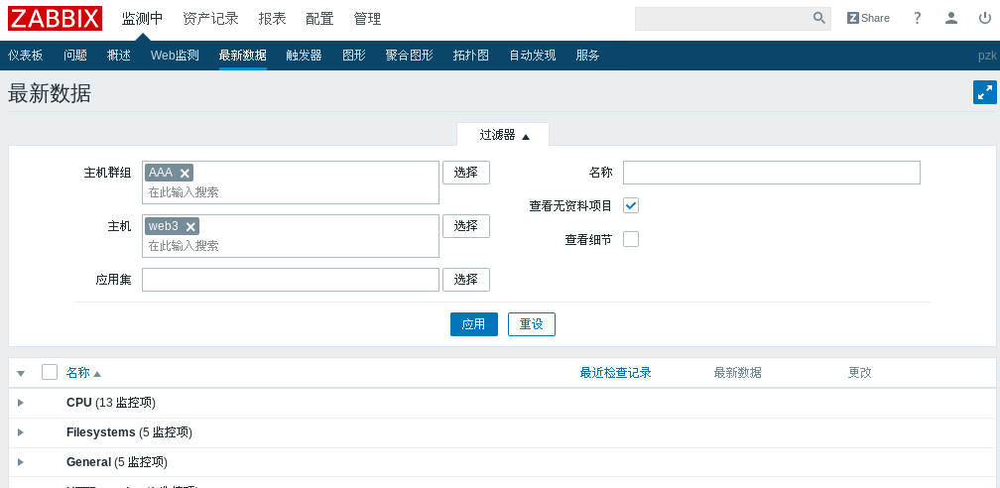 ZABBIX 监测中 资产记录 报表 配置 管理 Z Share ?
仪表板 问题 概述 Web监测 最新数据 触发器 图形 聚合图形 拓扑图 自动发现 服务 pzk
最新数据
过滤器
主机群组 AAA 选择 名称
在此输入搜索
查看无资料项目
主机 web3 选择
查看细节
在此输入搜索
应用集 选择
应用 重设
名称 最近检查记录 最新数据 更改
CPU (13 监控项)
Filesystems (5 监控项)
General (5 监控项)